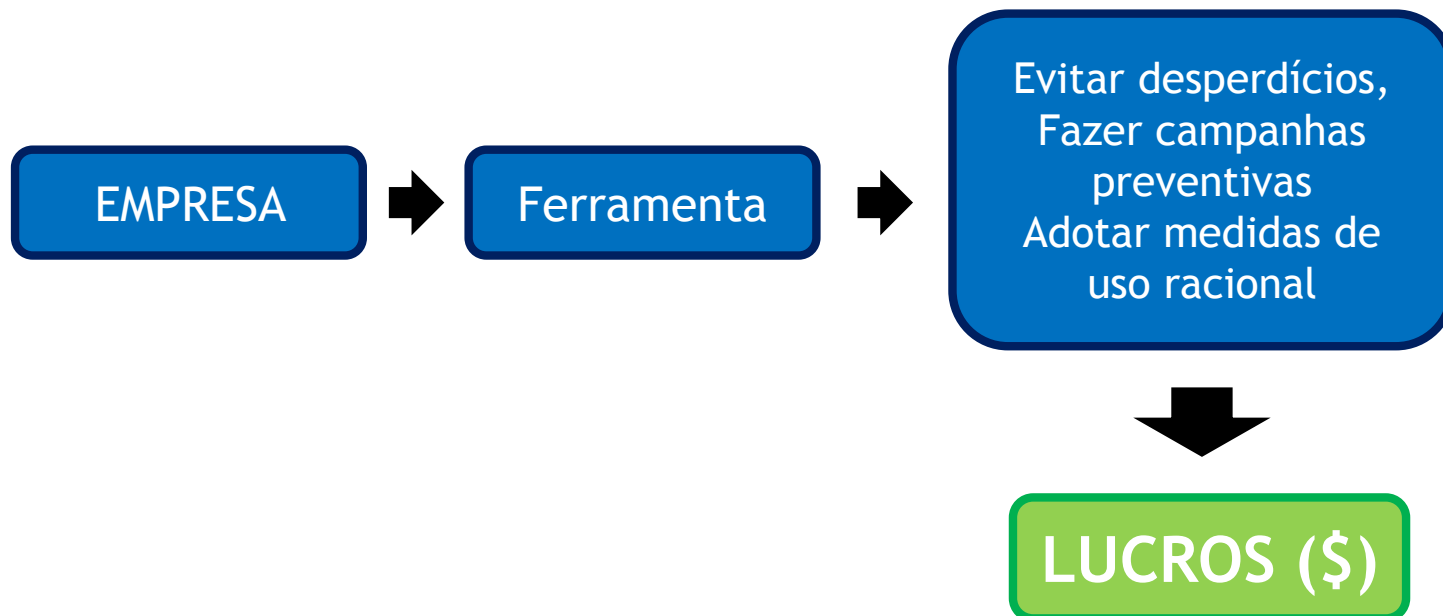 EMPRESA
Ferramenta
Evitar desperdícios,
Fazer campanhas
preventivas
Adotar medidas de
uso racional
LUCROS ($)